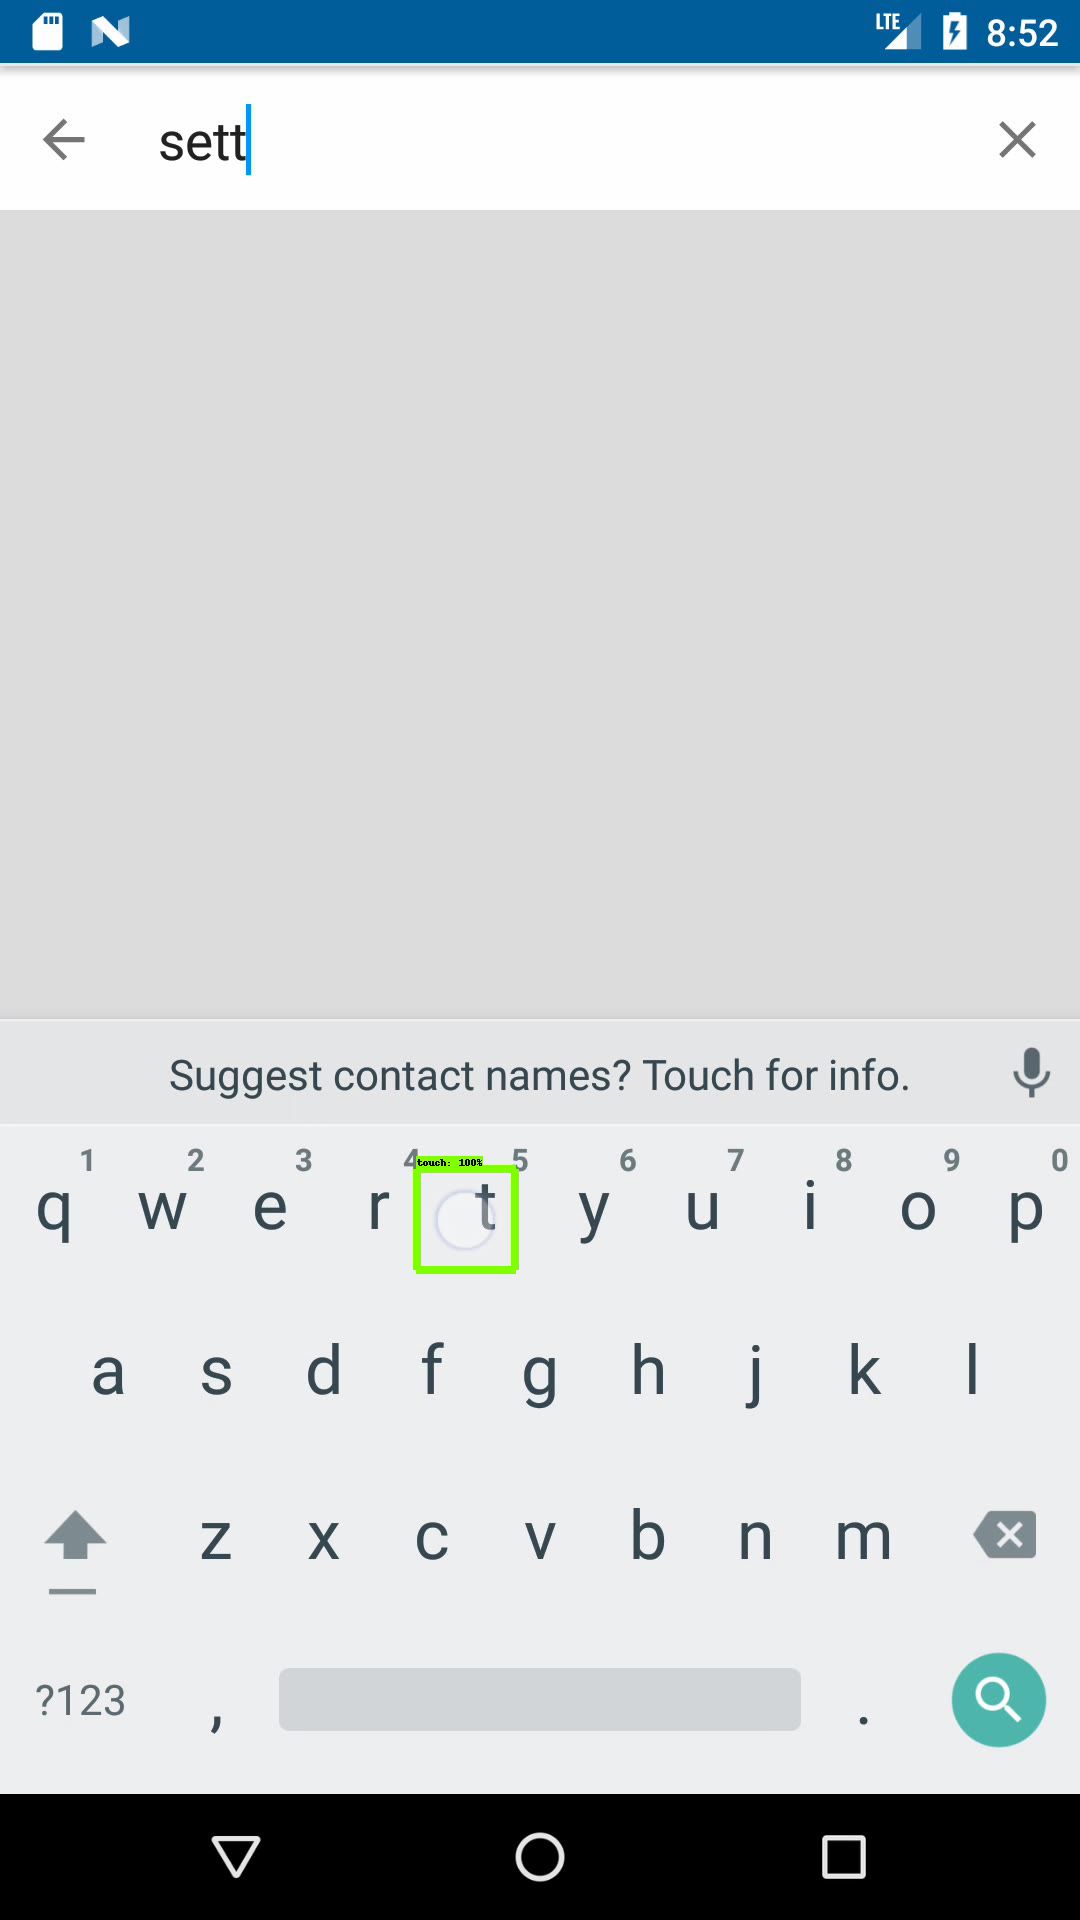 LTE 8:52
sett
Suggest contact names? Touch for info.
1 2 3 4 5 6 7 8 9 0
touch: 100%
q w e r t y u i o p
a s d f g h j k l
z x c v b n m
?123 , .